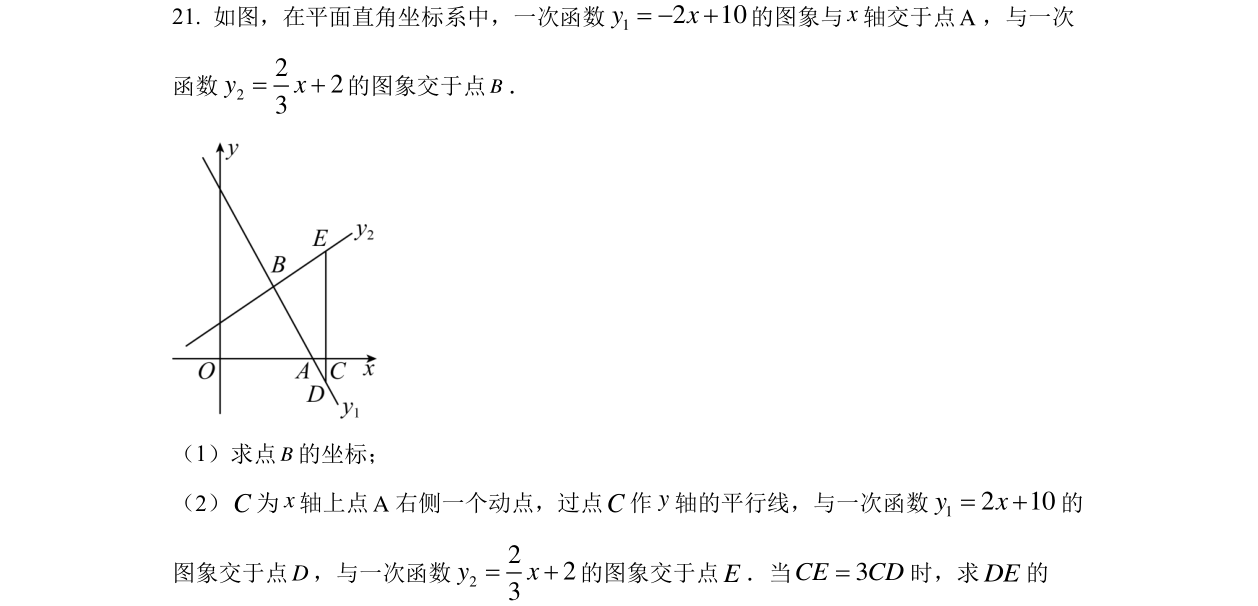 21. 如图，在平面直角坐标系中，一次函数 y₁ = −2x+10 的图象与 x 轴交于点 A，与一次
函数 y₂ = 2/3 x+2 的图象交于点 B．
y
E
y₂
B
O
A
C
x
D
y₁
（1）求点 B 的坐标；
（2）C 为 x 轴上点 A 右侧一个动点，过点 C 作 y 轴的平行线，与一次函数 y₁ = 2x+10 的
图象交于点 D，与一次函数 y₂ = 2/3 x+2 的图象交于点 E．当 CE = 3CD 时，求 DE 的